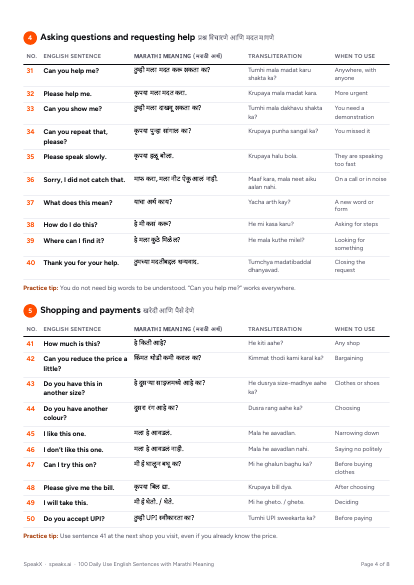 4 Asking questions and requesting help प्रश्न विचारणे आणि मदत मागणे
NO. ENGLISH SENTENCE MARATHI MEANING (मराठी अर्थ) TRANSLITERATION WHEN TO USE
31 Can you help me? तुम्ही मला मदत करू शकता का? Tumhi mala madat karu Anywhere, with
shakta ka? anyone
32 Please help me. कृपया मला मदत करा. Krupaya mala madat kara. More urgent
33 Can you show me? तुम्ही मला दाखवू शकता का? Tumhi mala dakhavu shakta You need a
ka? demonstration
34 Can you repeat that, कृपया पुन्हा सांगाल का? Krupaya punha sangal ka? You missed it
please?
35 Please speak slowly. कृपया हळू बोला. Krupaya halu bola. They are speaking
too fast
36 Sorry, I did not catch that. माफ करा, मला नीट ऐकू आलं नाही. Maaf kara, mala neet aiku On a call or in noise
aalan nahi.
37 What does this mean? याचा अर्थ काय? Yacha arth kay? A new word or
form
38 How do I do this? हे मी कसं करू? He mi kasa karu? Asking for steps
39 Where can I find it? हे मला कुठे मिळेल? He mala kuthe milel? Looking for
something
40 Thank you for your help. तुमच्या मदतीबद्दल धन्यवाद. Tumchya madatibaddal Closing the
dhanyavad. request
Practice tip: You do not need big words to be understood. "Can you help me?" works everywhere.
5 Shopping and payments खरेदी आणि पैसे देणे
NO. ENGLISH SENTENCE MARATHI MEANING (मराठी अर्थ) TRANSLITERATION WHEN TO USE
41 How much is this? हे किती आहे? He kiti aahe? Any shop
42 Can you reduce the price a किंमत थोडी कमी कराल का? Kimmat thodi kami karal ka? Bargaining
little?
43 Do you have this in हे दुसऱ्या साइजमध्ये आहे का? He dusrya size-madhye aahe Clothes or shoes
another size? ka?
44 Do you have another दुसरा रंग आहे का? Dusra rang aahe ka? Choosing
colour?
45 I like this one. मला हे आवडलं. Mala he aavadlan. Narrowing down
46 I don't like this one. मला हे आवडलं नाही. Mala he aavadlan nahi. Saying no politely
47 Can I try this on? मी हे घालून बघू का? Mi he ghalun baghu ka? Before buying
clothes
48 Please give me the bill. कृपया बिल द्या. Krupaya bill dya. After choosing
49 I will take this. मी हे घेतो. / घेते. Mi he gheto. / ghete. Deciding
50 Do you accept UPI? तुम्ही UPI स्वीकारता का? Tumhi UPI sweekarta ka? Before paying
Practice tip: Use sentence 41 at the next shop you visit, even if you already know the price.
SpeakX · speakx.ai · 100 Daily Use English Sentences with Marathi Meaning Page 4 of 8